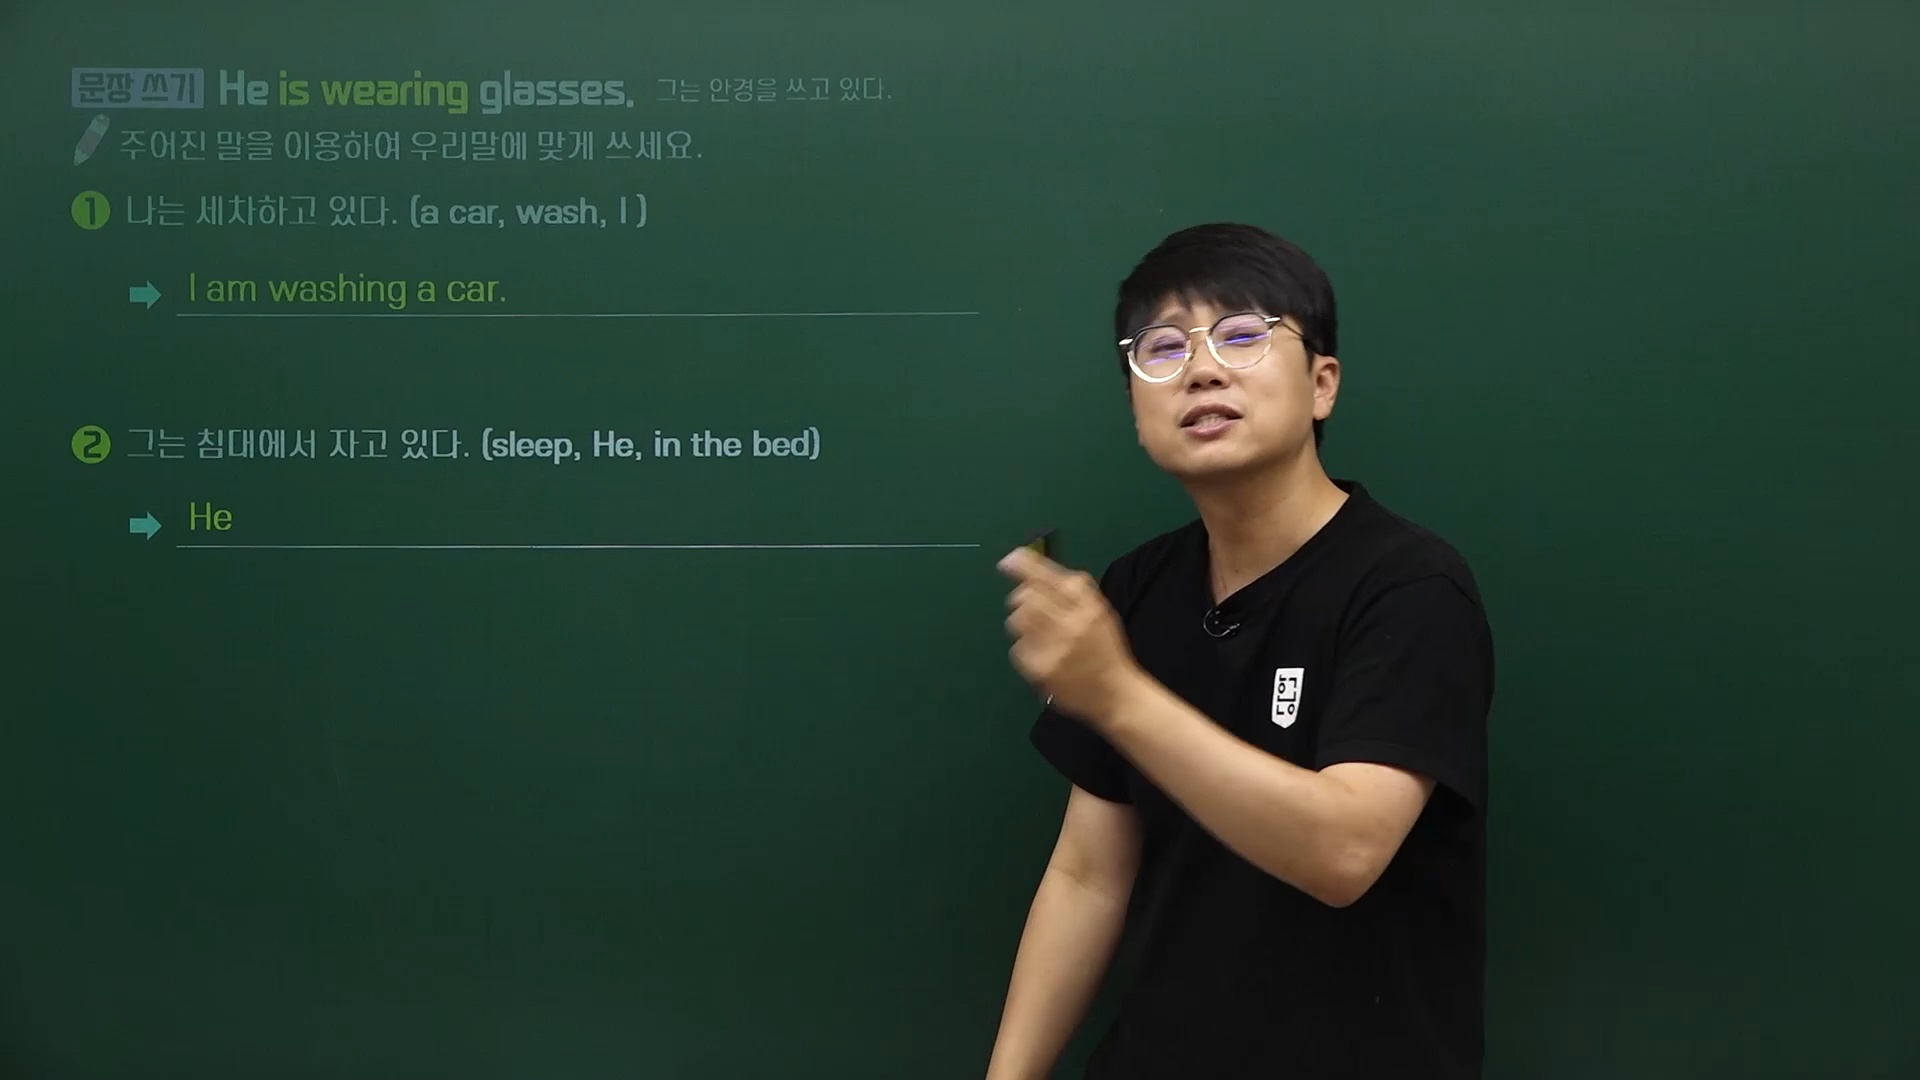 문장 쓰기 He is wearing glasses. 그는 안경을 쓰고 있다.
주어진 말을 이용하여 우리말에 맞게 쓰세요.
1 나는 세차하고 있다. (a car, wash, I )
I am washing a car.
2 그는 침대에서 자고 있다. (sleep, He, in the bed)
He